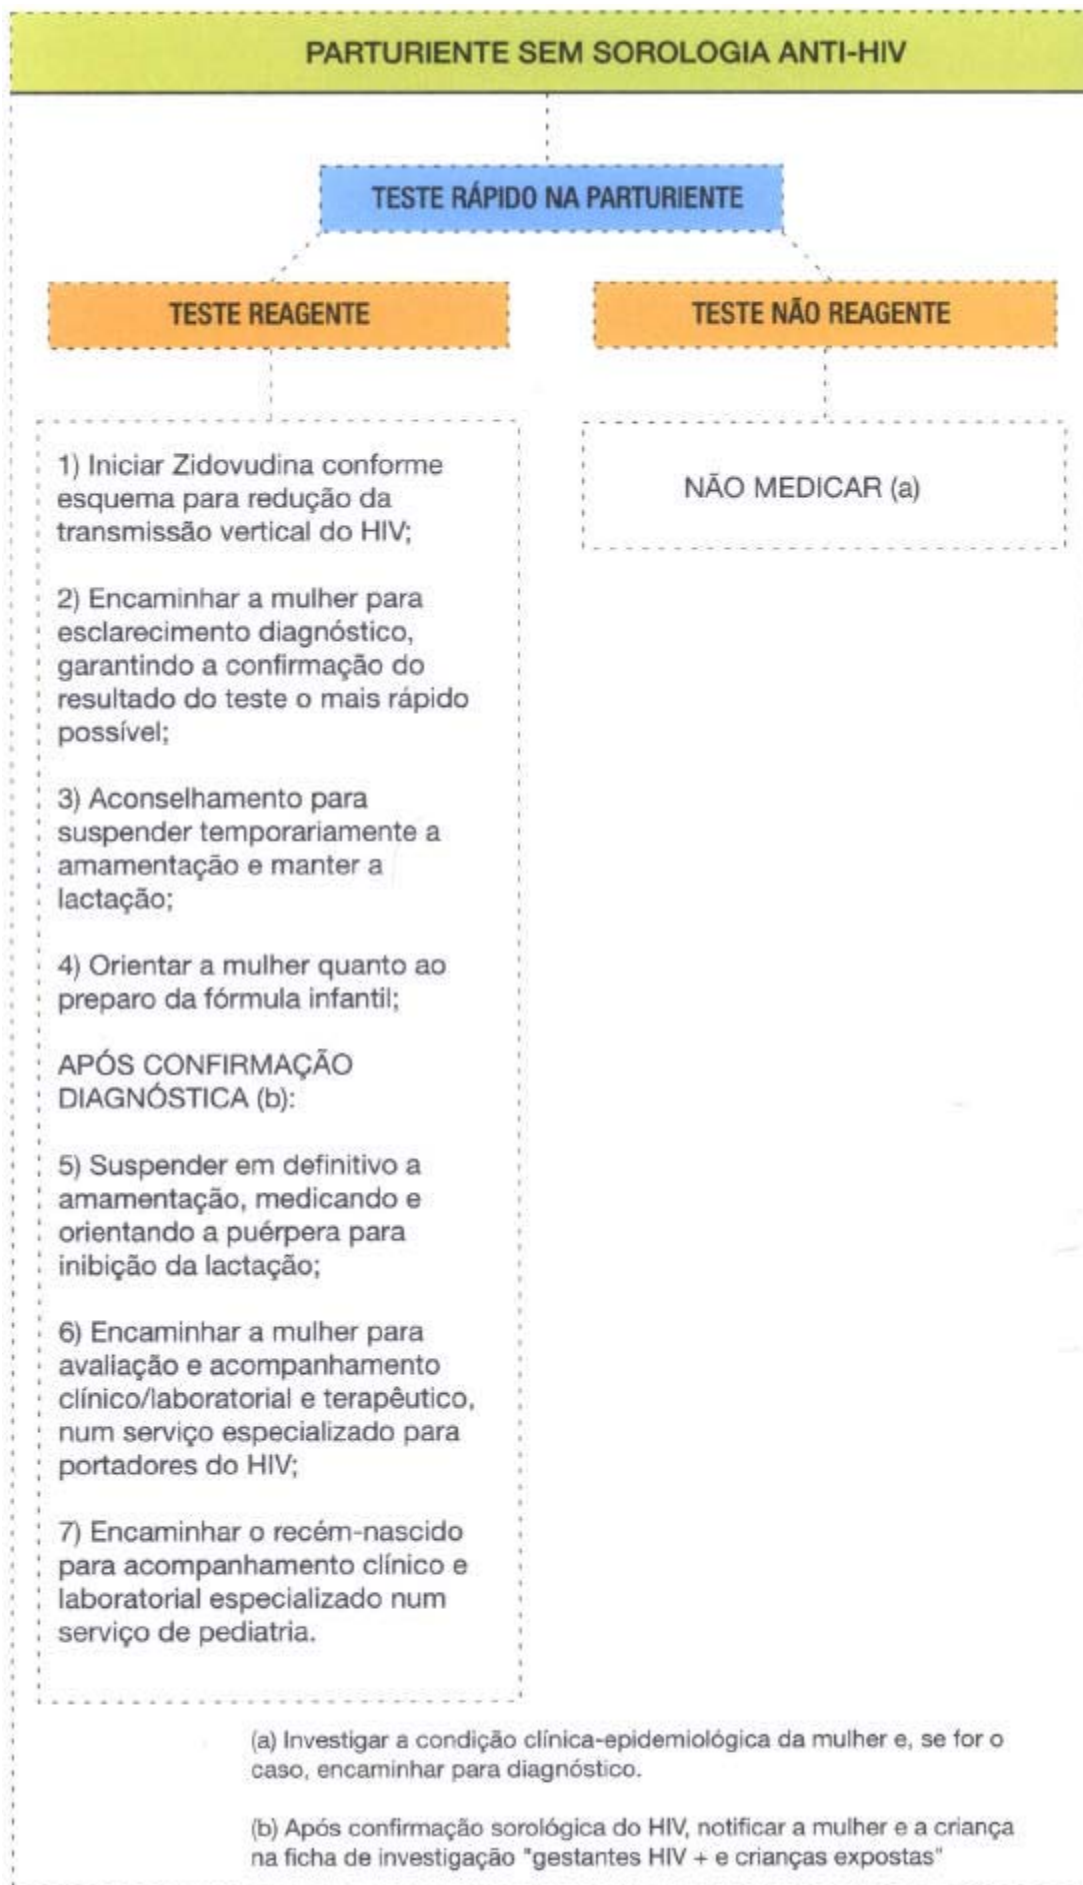 PARTURIENTE SEM SOROLOGIA ANTI-HIV
TESTE RÁPIDO NA PARTURIENTE
TESTE REAGENTE
TESTE NÃO REAGENTE
1) Iniciar Zidovudina conforme
esquema para redução da
transmissão vertical do HIV;
2) Encaminhar a mulher para
esclarecimento diagnóstico,
garantindo a confirmação do
resultado do teste o mais rápido
possível;
3) Aconselhamento para
suspender temporariamente a
amamentação e manter a
lactação;
4) Orientar a mulher quanto ao
preparo da fórmula infantil;
APÓS CONFIRMAÇÃO
DIAGNÓSTICA (b):
5) Suspender em definitivo a
amamentação, medicando e
orientando a puérpera para
inibição da lactação;
6) Encaminhar a mulher para
avaliação e acompanhamento
clínico/laboratorial e terapêutico,
num serviço especializado para
portadores do HIV;
7) Encaminhar o recém-nascido
para acompanhamento clínico e
laboratorial especializado num
serviço de pediatria.
NÃO MEDICAR (a)
(a) Investigar a condição clínica-epidemiológica da mulher e, se for o
caso, encaminhar para diagnóstico.
(b) Após confirmação sorológica do HIV, notificar a mulher e a criança
na ficha de investigação "gestantes HIV + e crianças expostas"